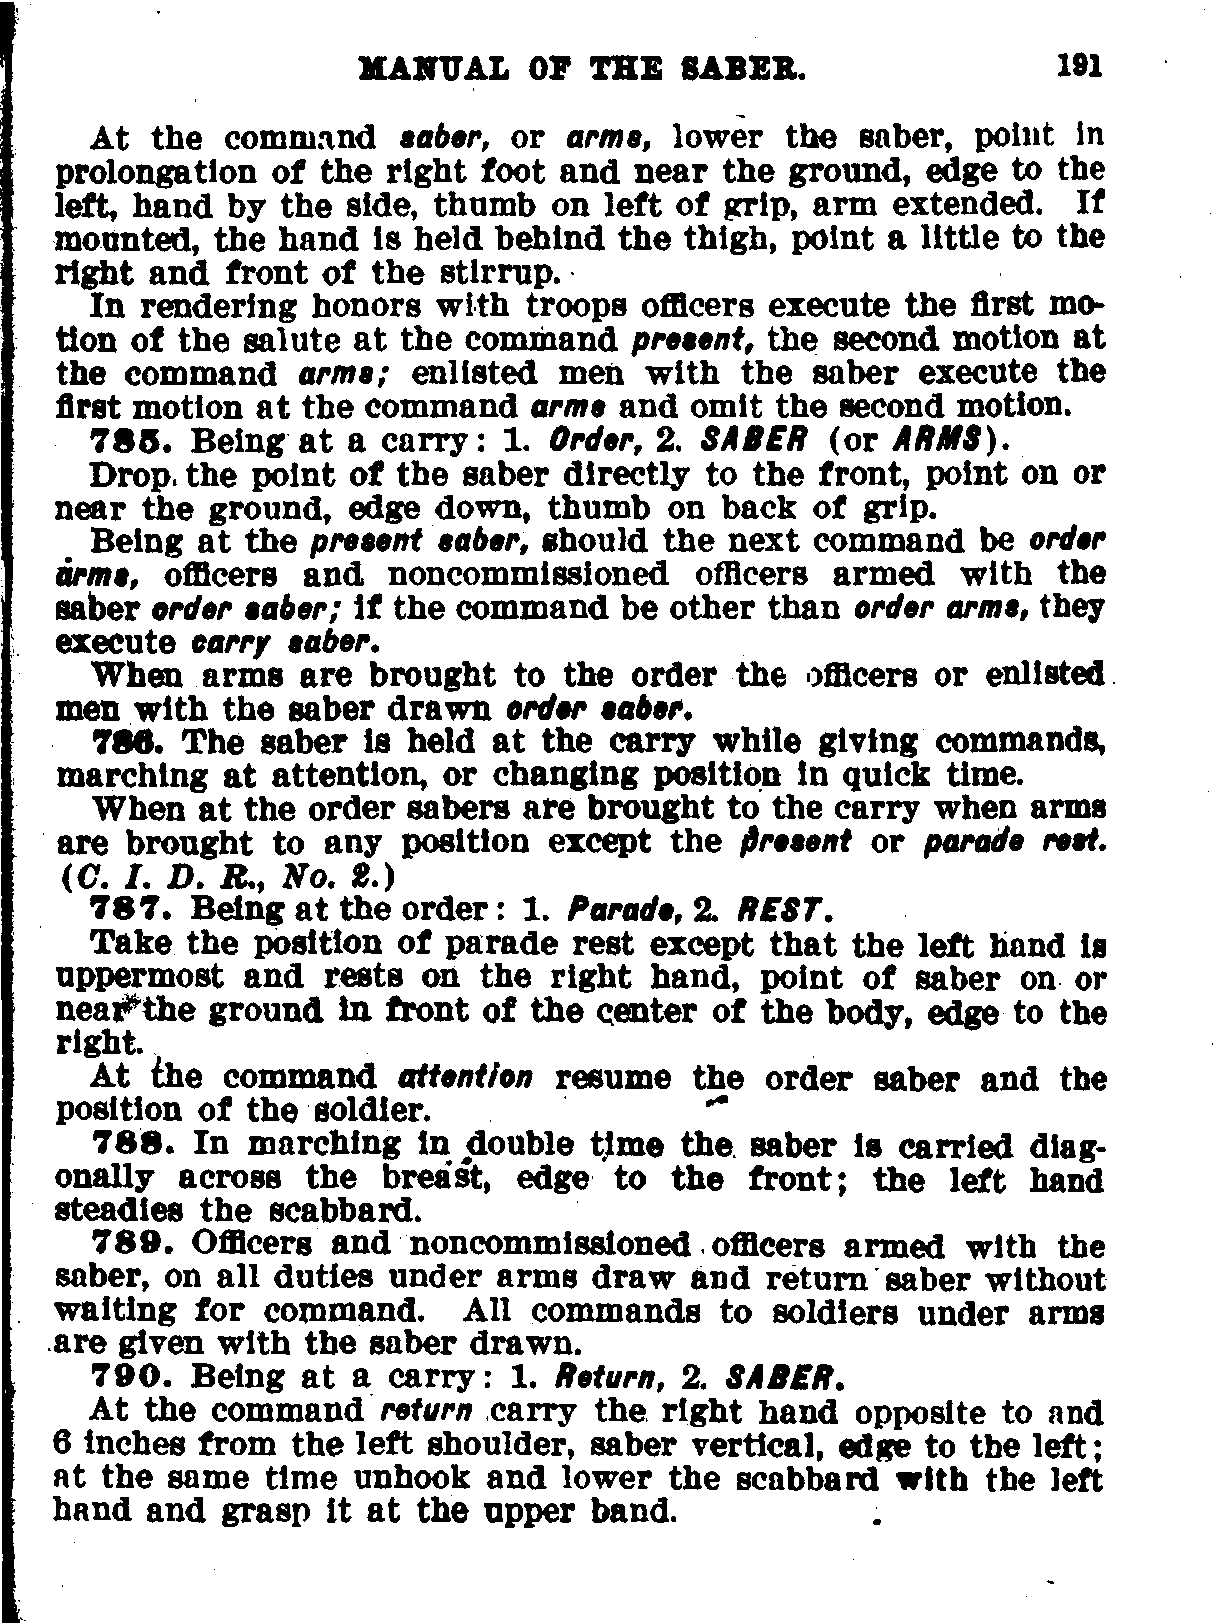 MANUAL OF THE SABER. 191
At the command saber, or arms, lower the saber, point in
prolongation of the right foot and near the ground, edge to the
left, hand by the side, thumb on left of grip, arm extended. If
mounted, the hand is held behind the thigh, point a little to the
right and front of the stirrup.
In rendering honors with troops officers execute the first mo-
tion of the salute at the command present, the second motion at
the command arms; enlisted men with the saber execute the
first motion at the command arms and omit the second motion.
785. Being at a carry: 1. Order, 2. SABER (or ARMS).
Drop the point of the saber directly to the front, point on or
near the ground, edge down, thumb on back of grip.
Being at the present saber, should the next command be order
arms, officers and noncommissioned officers armed with the
saber order saber; if the command be other than order arms, they
execute carry saber.
When arms are brought to the order the officers or enlisted
men with the saber drawn order saber.
786. The saber is held at the carry while giving commands,
marching at attention, or changing position in quick time.
When at the order sabers are brought to the carry when arms
are brought to any position except the present or parade rest.
(C. I. D. R., No. 2.)
787. Being at the order: 1. Parade, 2. REST.
Take the position of parade rest except that the left hand is
uppermost and rests on the right hand, point of saber on or
near the ground in front of the center of the body, edge to the
right.
At the command attention resume the order saber and the
position of the soldier.
788. In marching in double time the saber is carried diag-
onally across the breast, edge to the front; the left hand
steadies the scabbard.
789. Officers and noncommissioned officers armed with the
saber, on all duties under arms draw and return saber without
waiting for command. All commands to soldiers under arms
are given with the saber drawn.
790. Being at a carry: 1. Return, 2. SABER.
At the command return carry the right hand opposite to and
6 inches from the left shoulder, saber vertical, edge to the left;
at the same time unhook and lower the scabbard with the left
hand and grasp it at the upper band.